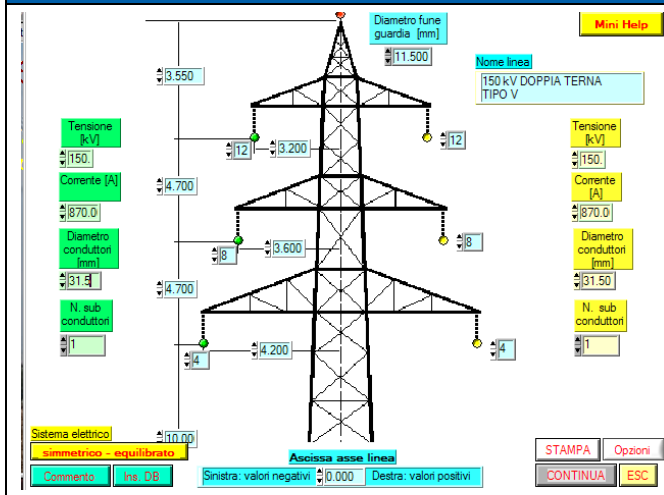 Diametro fune
guardia [mm]
11.500
Mini Help
Nome linea
150 kV DOPPIA TERNA
TIPO V
3.550
Tensione
[kV]
150.
12
3.200
12
Tensione
[kV]
150.
Corrente [A]
870.0
4.700
Corrente
[A]
870.0
Diametro
conduttori
[mm]
31.5
8
3.600
8
Diametro
conduttori
[mm]
31.50
4.700
N. sub
conduttori
1
4
4.200
4
N. sub
conduttori
1
Sistema elettrico
simmetrico - equilibrato
10.00
Ascissa asse linea
Sinistra: valori negativi
0.000
Destra: valori positivi
Commento
Ins. DB
STAMPA
Opzioni
CONTINUA
ESC